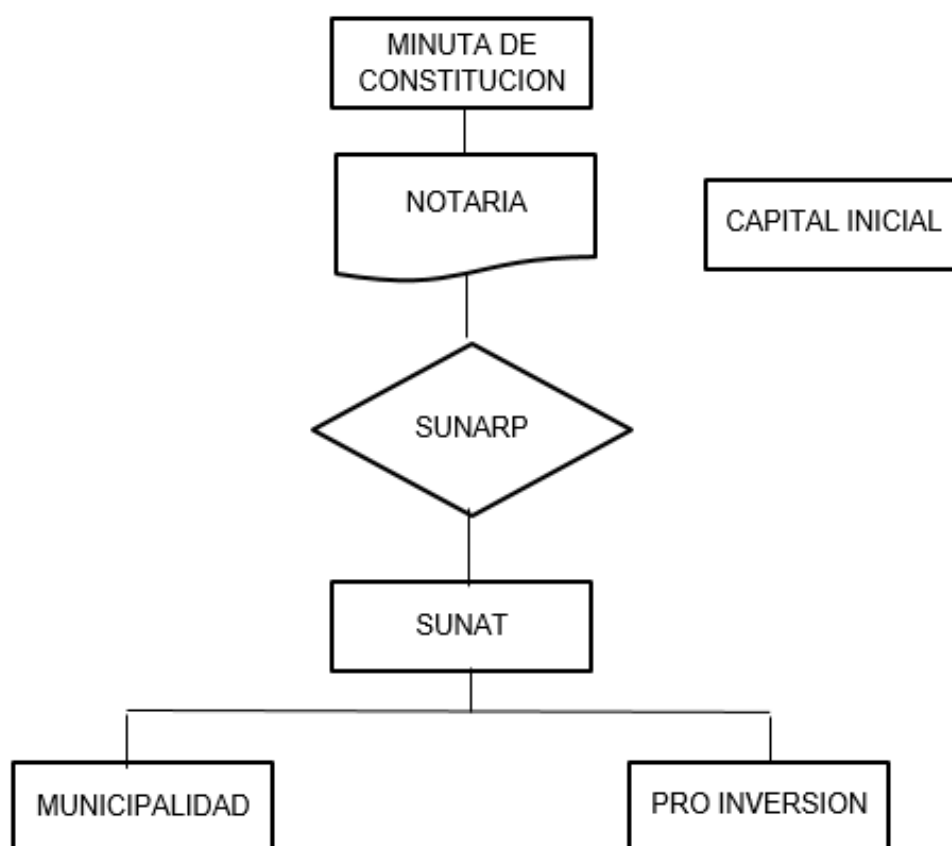 MINUTA DE
CONSTITUCION
NOTARIA
CAPITAL INICIAL
SUNARP
SUNAT
MUNICIPALIDAD
PRO INVERSION